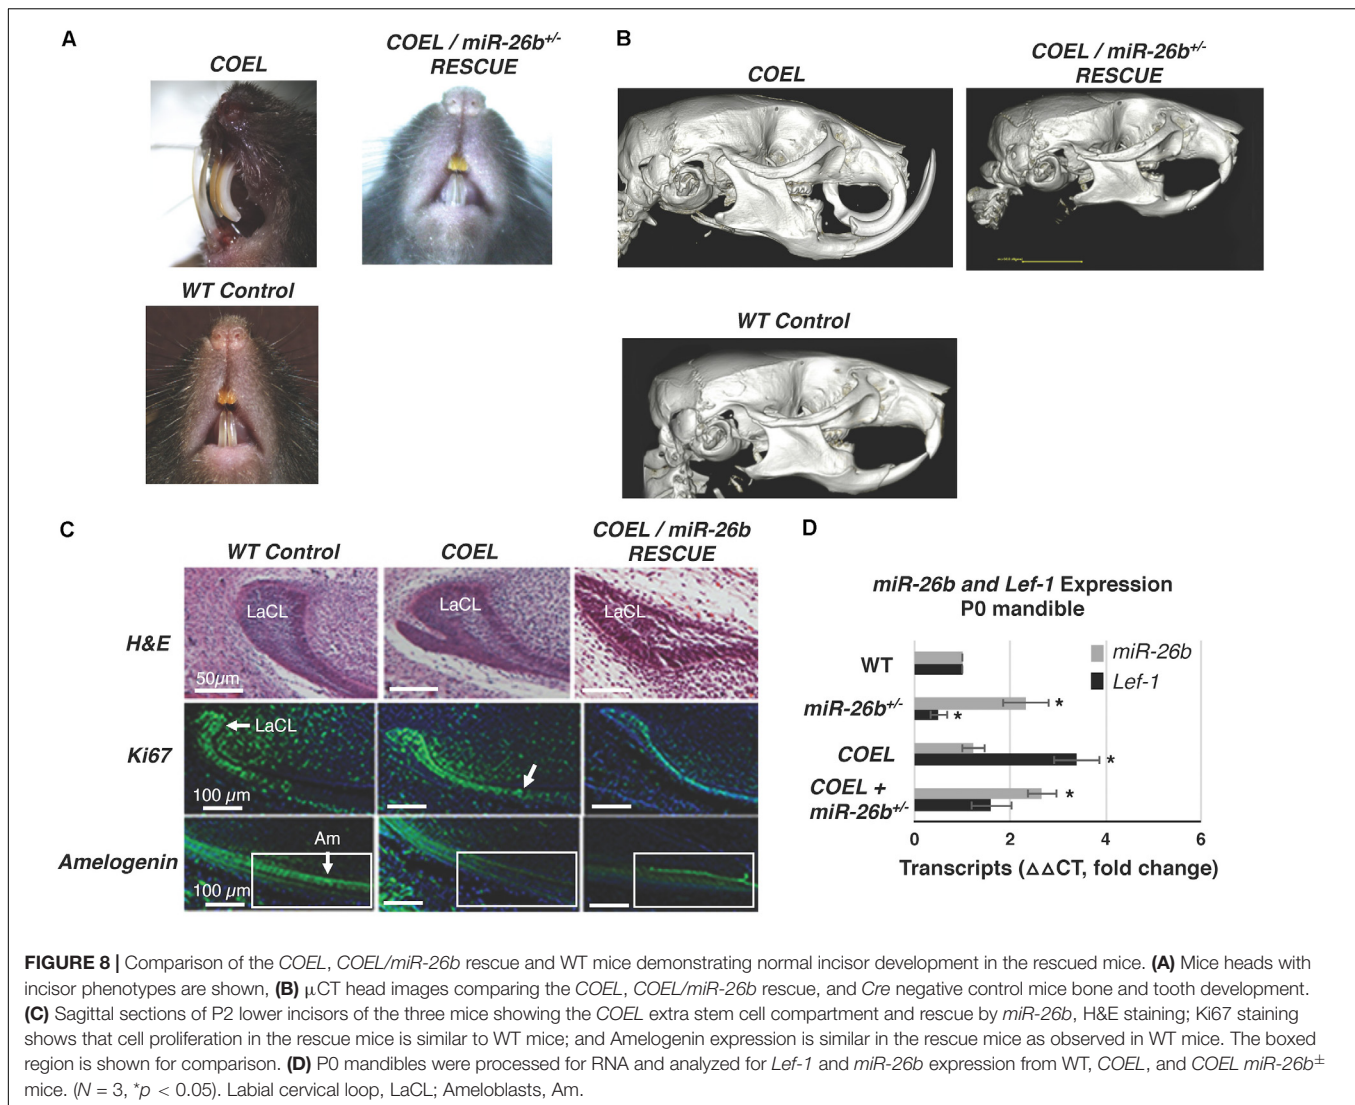 A
COEL
COEL / miR-26b+/-
RESCUE
WT Control
B
COEL
COEL / miR-26b+/-
RESCUE
WT Control
C
WT Control
COEL
COEL / miR-26b
RESCUE
H&E
LaCL
LaCL
LaCL
50µm
Ki67
LaCL
100 µm
Amelogenin
Am
100 µm
D
miR-26b and Lef-1 Expression
P0 mandible
WT
miR-26b+/-
COEL
COEL +
miR-26b+/-
miR-26b
Lef-1
*
*
*
*
0 2 4 6
Transcripts (△△CT, fold change)
FIGURE 8 | Comparison of the COEL, COEL/miR-26b rescue and WT mice demonstrating normal incisor development in the rescued mice. (A) Mice heads with
incisor phenotypes are shown, (B) µCT head images comparing the COEL, COEL/miR-26b rescue, and Cre negative control mice bone and tooth development.
(C) Sagittal sections of P2 lower incisors of the three mice showing the COEL extra stem cell compartment and rescue by miR-26b, H&E staining; Ki67 staining
shows that cell proliferation in the rescue mice is similar to WT mice; and Amelogenin expression is similar in the rescue mice as observed in WT mice. The boxed
region is shown for comparison. (D) P0 mandibles were processed for RNA and analyzed for Lef-1 and miR-26b expression from WT, COEL, and COEL miR-26b±
mice. (N = 3, *p < 0.05). Labial cervical loop, LaCL; Ameloblasts, Am.